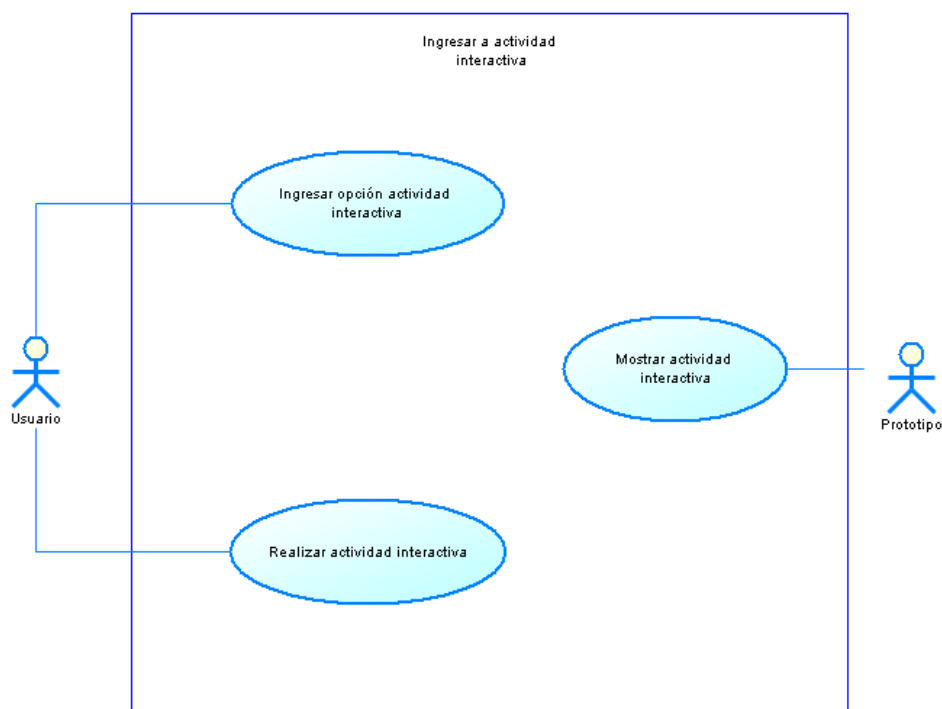 Ingresar a actividad
interactiva
Ingresar opción actividad
interactiva
Mostrar actividad
interactiva
Usuario
Prototipo
Realizar actividad interactiva